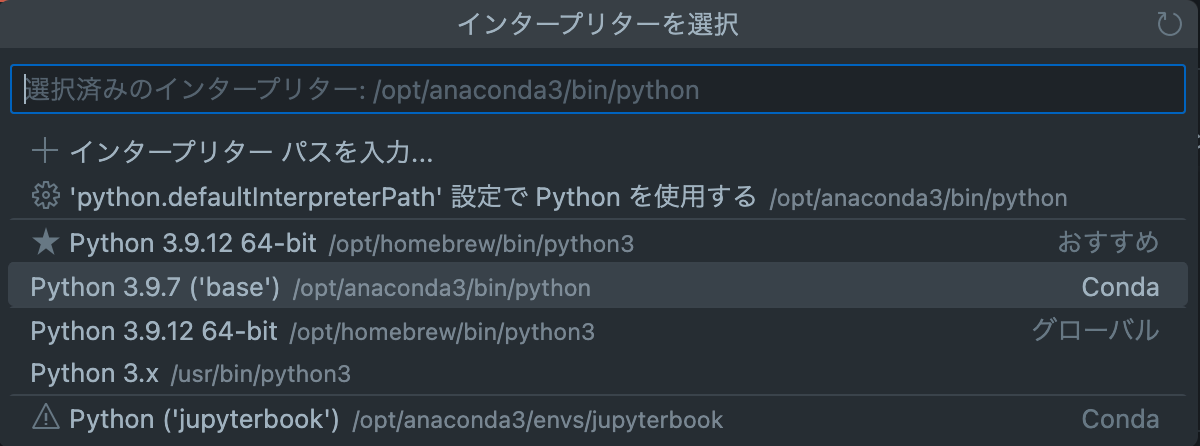 インタープリターを選択
選択済みのインタープリター: /opt/anaconda3/bin/python
インタープリター パスを入力...
'python.defaultInterpreterPath' 設定で Python を使用する /opt/anaconda3/bin/python
Python 3.9.12 64-bit /opt/homebrew/bin/python3 おすすめ
Python 3.9.7 ('base') /opt/anaconda3/bin/python Conda
Python 3.9.12 64-bit /opt/homebrew/bin/python3 グローバル
Python 3.x /usr/bin/python3
Python ('jupyterbook') /opt/anaconda3/envs/jupyterbook Conda